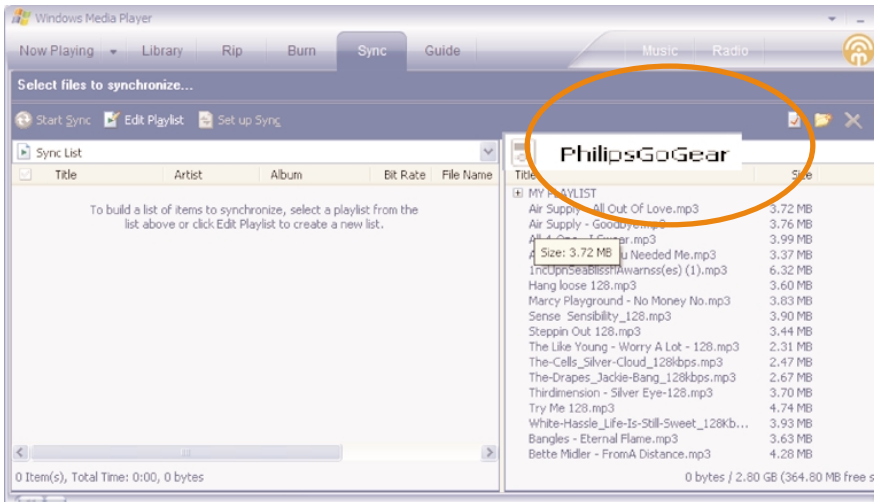 Windows Media Player
Now Playing Library Rip Burn Sync Guide Music Radio
Select files to synchronize...
Start Sync Edit Playlist Set up Sync
Sync List
PhilipsGoGear
Title Artist Album Bit Rate File Name
Title Size
To build a list of items to synchronize, select a playlist from the
list above or click Edit Playlist to create a new list.
MY PLAYLIST
Air Supply - All Out Of Love.mp3 3.72 MB
Air Supply - Goodbye.mp3 3.76 MB
All-4-One - I Swear.mp3 3.99 MB
Size: 3.72 MB
u Needed Me.mp3 3.37 MB
1ncUpnSeaBlisshAwarnss(es) (1).mp3 6.32 MB
Hang loose 128.mp3 3.60 MB
Marcy Playground - No Money No.mp3 3.83 MB
Sense Sensibility_128.mp3 3.90 MB
Steppin Out 128.mp3 3.44 MB
The Like Young - Worry A Lot - 128.mp3 2.31 MB
The-Cells_Silver-Cloud_128kbps.mp3 2.47 MB
The-Drapes_Jackie-Bang_128kbps.mp3 2.67 MB
Thirdimension - Silver Eye-128.mp3 3.70 MB
Try Me 128.mp3 4.74 MB
White-Hassle_Life-Is-Still-Sweet_128Kb... 3.93 MB
Bangles - Eternal Flame.mp3 3.63 MB
Bette Midler - FromA Distance.mp3 4.28 MB
0 Item(s), Total Time: 0:00, 0 bytes
0 bytes / 2.80 GB (364.80 MB free s